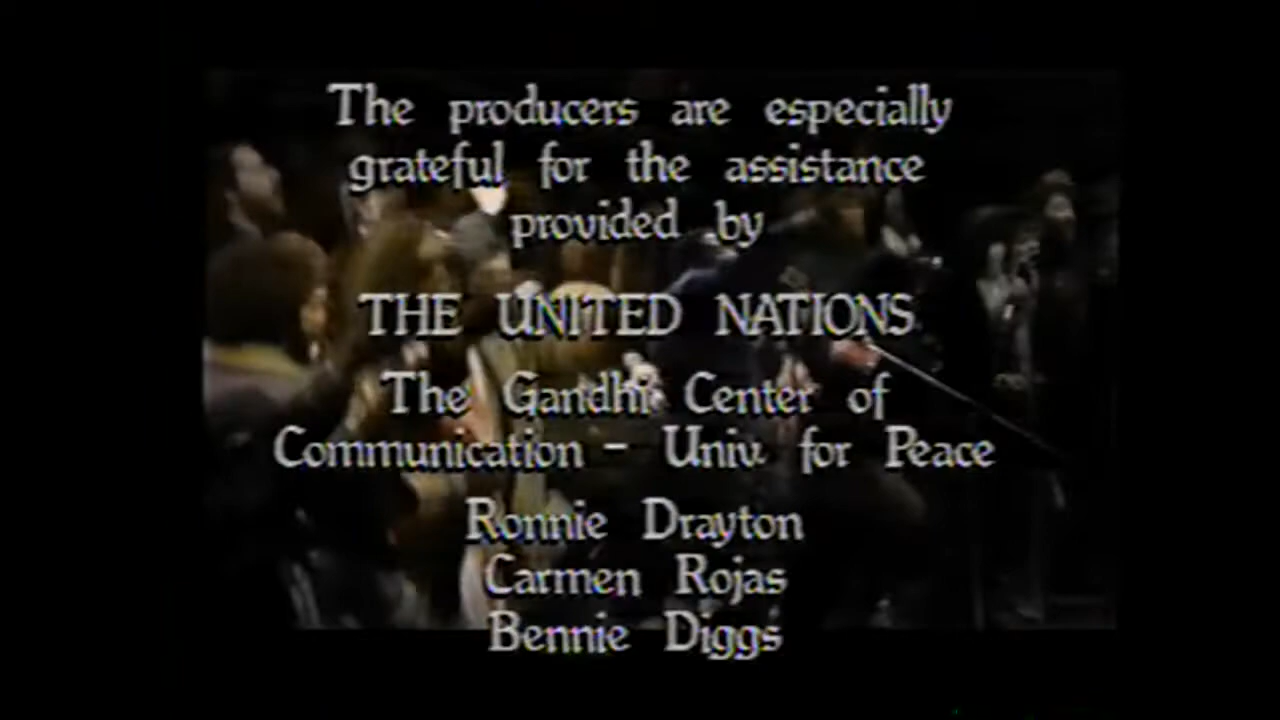 The producers are especially
grateful for the assistance
provided by
THE UNITED NATIONS
The Gandhi Center of
Communication - Univ. for Peace
Ronnie Drayton
Carmen Rojas
Bennie Diggs